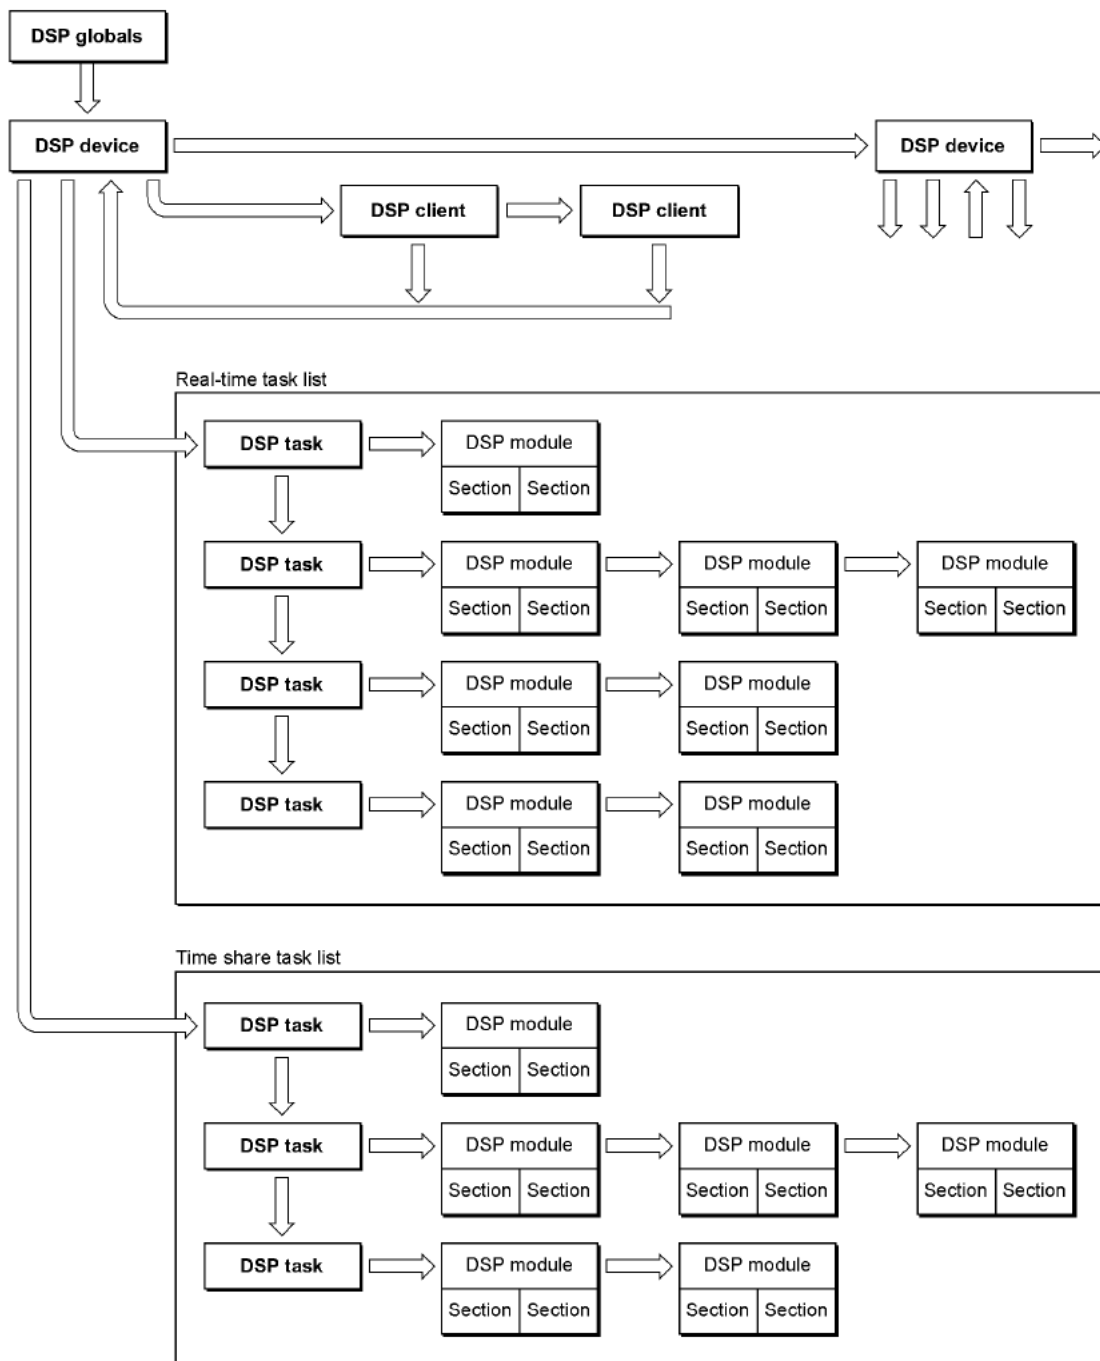 DSP globals
DSP device
DSP device
DSP client
DSP client
Real-time task list
DSP task
DSP module
Section
Section
DSP task
DSP module
DSP module
DSP module
Section
Section
Section
Section
Section
Section
DSP task
DSP module
DSP module
Section
Section
Section
Section
DSP task
DSP module
DSP module
Section
Section
Section
Section
Time share task list
DSP task
DSP module
Section
Section
DSP task
DSP module
DSP module
DSP module
Section
Section
Section
Section
Section
Section
DSP task
DSP module
DSP module
Section
Section
Section
Section